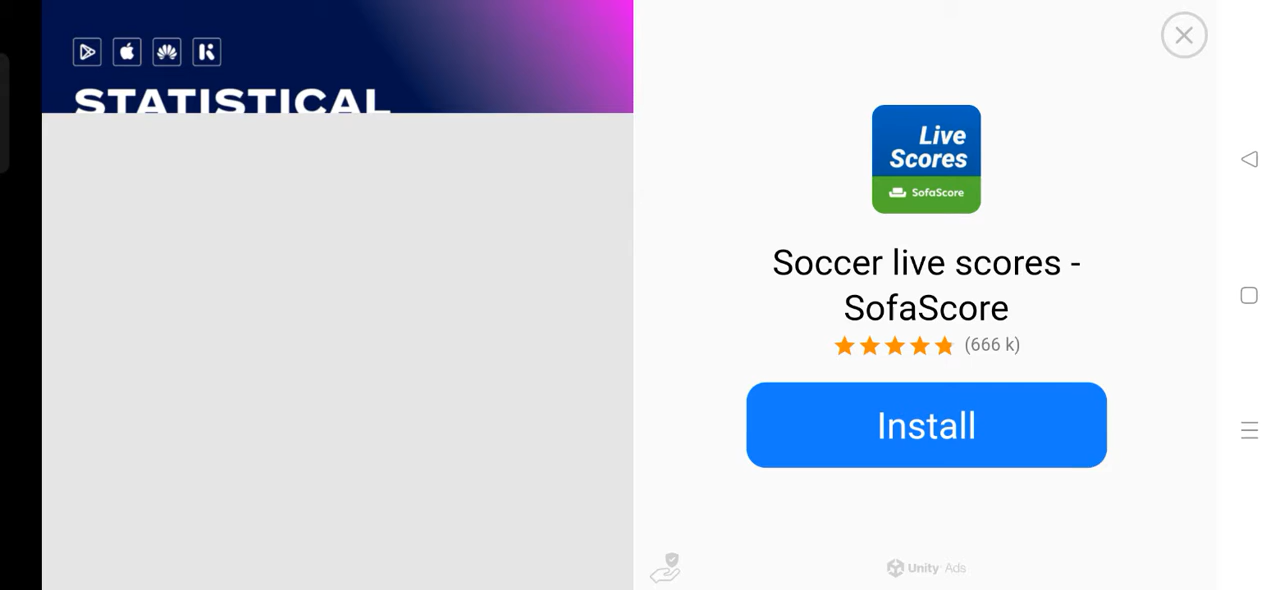 STATISTICAL
Live
Scores
SofaScore
Soccer live scores -
SofaScore
(666 k)
Install
Unity Ads